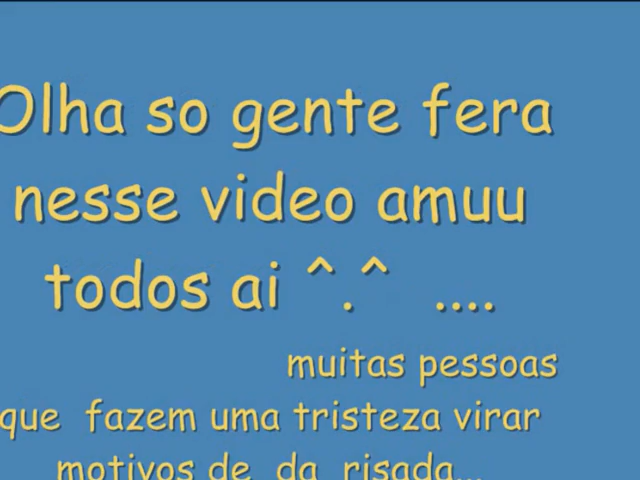 Olha so gente fera
nesse video amuu
todos ai ^.^ ....
muitas pessoas
que fazem uma tristeza virar
motivos de da risada...